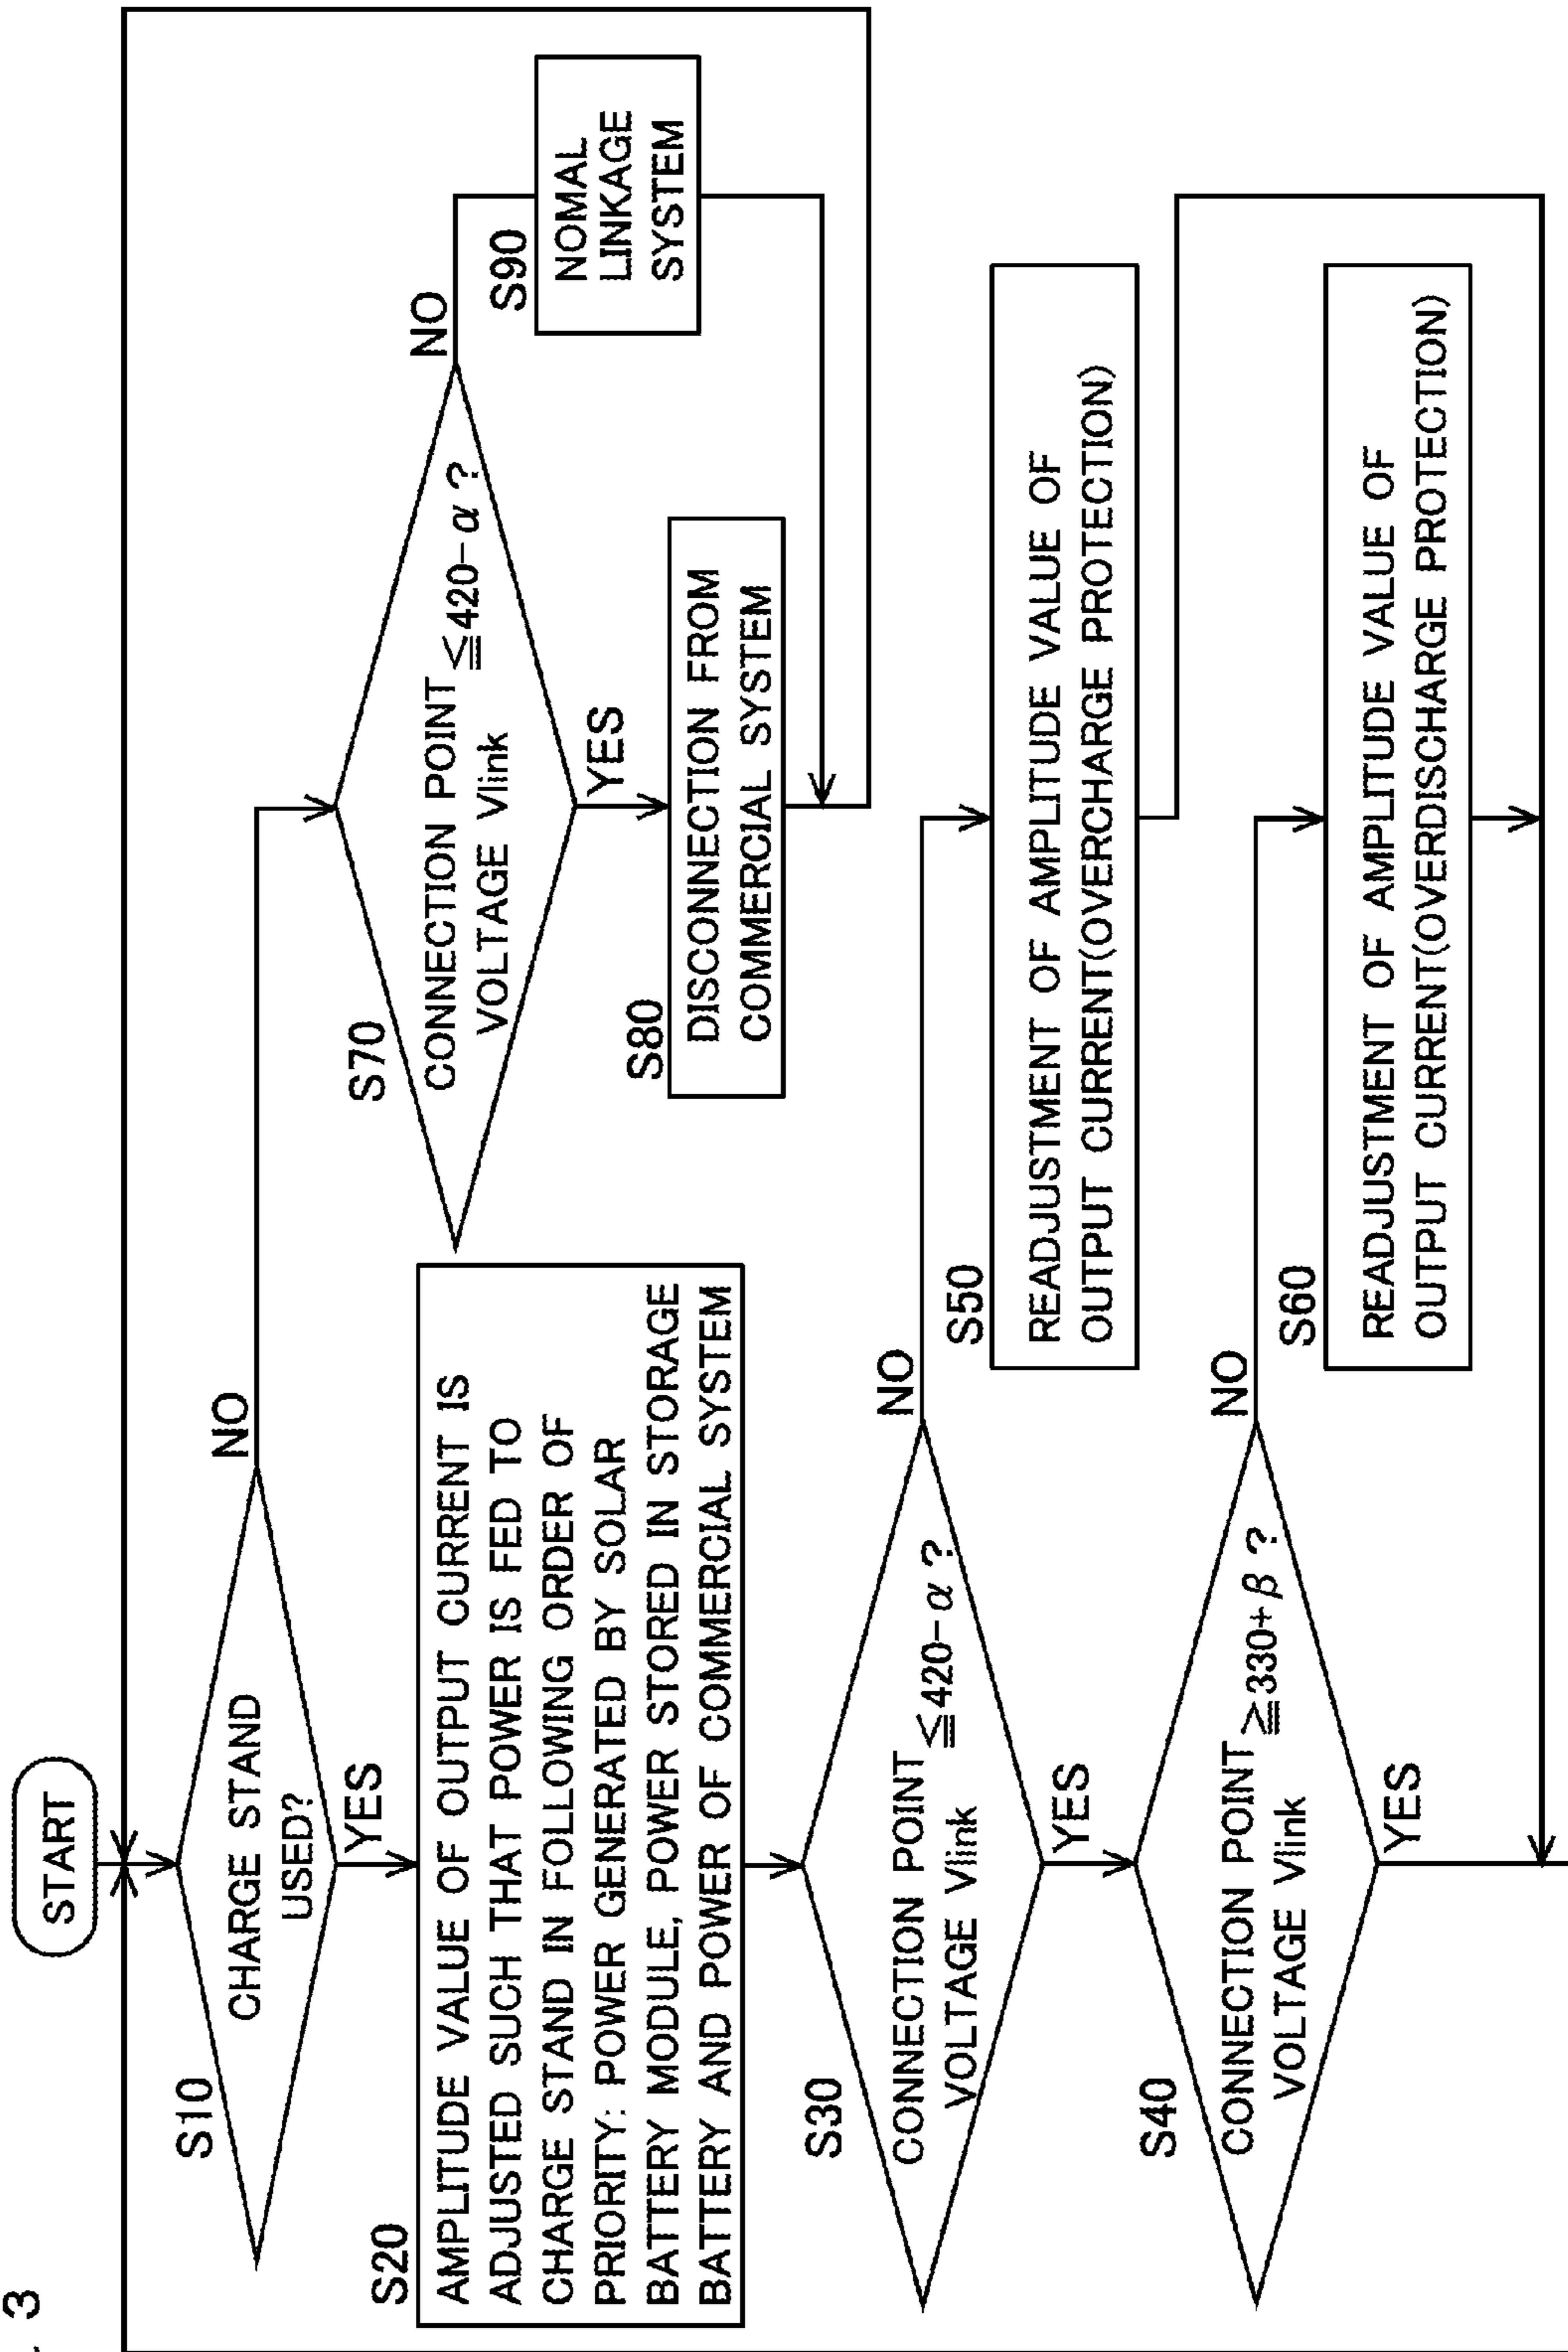 3
START
S10
CHARGE STAND
USED?
NO
YES
S20
AMPLITUDE VALUE OF OUTPUT CURRENT IS
ADJUSTED SUCH THAT POWER IS FED TO
CHARGE STAND IN FOLLOWING ORDER OF
PRIORITY: POWER GENERATED BY SOLAR
BATTERY MODULE, POWER STORED IN STORAGE
BATTERY AND POWER OF COMMERCIAL SYSTEM
S70
CONNECTION POINT
VOLTAGE Vlink ≦420-α ?
NO
YES
S90
NOMAL
LINKAGE
SYSTEM
S80
DISCONNECTION FROM
COMMERCIAL SYSTEM
S30
CONNECTION POINT
VOLTAGE Vlink ≦420-α ?
NO
YES
S50
READJUSTMENT OF AMPLITUDE VALUE OF
OUTPUT CURRENT(OVERCHARGE PROTECTION)
S40
CONNECTION POINT
VOLTAGE Vlink ≧330+β ?
NO
YES
S60
READJUSTMENT OF AMPLITUDE VALUE OF
OUTPUT CURRENT(OVERDISCHARGE PROTECTION)